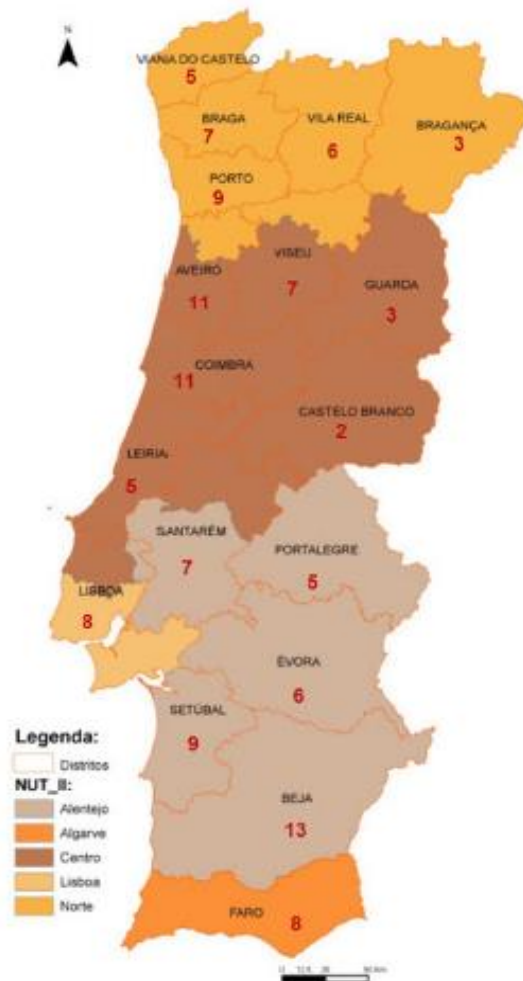 N
VIANA DO CASTELO
5
BRAGA
7
VILA REAL
6
BRAGANÇA
3
PORTO
9
AVEIRO
11
VISEU
7
GUARDA
3
COIMBRA
11
CASTELO BRANCO
2
LEIRIA
5
SANTARÉM
7
PORTALEGRE
5
LISBOA
8
ÉVORA
6
SETÚBAL
9
BEJA
13
FARO
8
Legenda:
Distritos
NUT_II:
Alentejo
Algarve
Centro
Lisboa
Norte
0